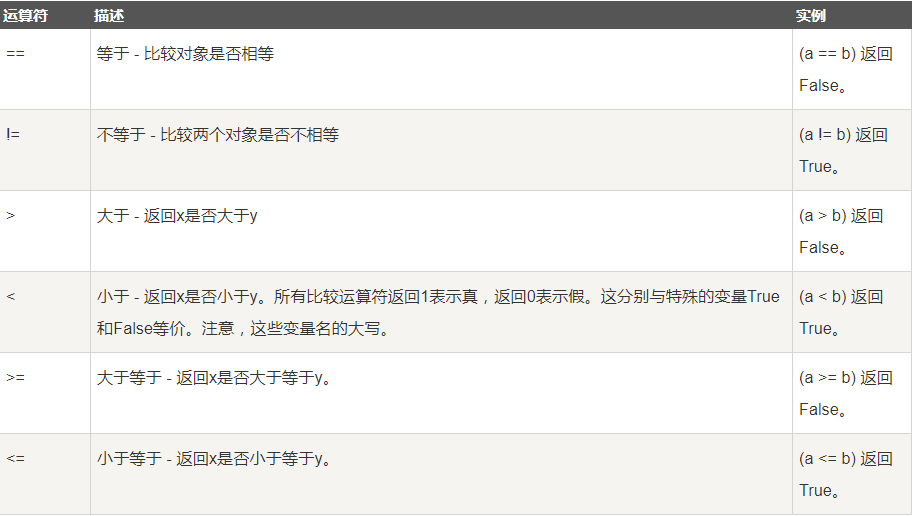 运算符 描述 实例
== 等于 - 比较对象是否相等 (a == b) 返回
False。
!= 不等于 - 比较两个对象是否不相等 (a != b) 返回
True。
> 大于 - 返回x是否大于y (a > b) 返回
False。
< 小于 - 返回x是否小于y。所有比较运算符返回1表示真，返回0表示假。这分别与特殊的变量True (a < b) 返回
和False等价。注意，这些变量名的大写。 True。
>= 大于等于 - 返回x是否大于等于y。 (a >= b) 返回
False。
<= 小于等于 - 返回x是否小于等于y。 (a <= b) 返回
True。